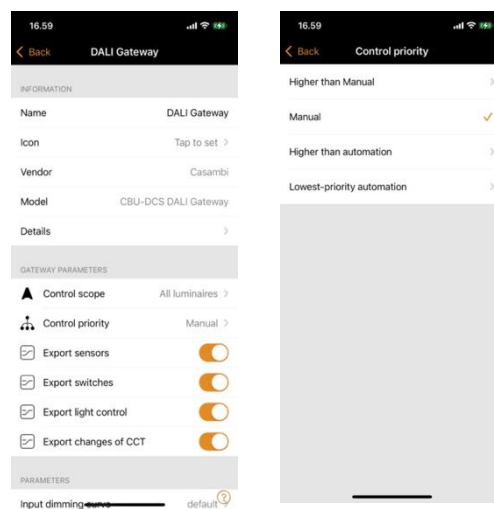 16.59
Back
DALI Gateway
INFORMATION
Name DALI Gateway
Icon Tap to set
Vendor Casambi
Model CBU-DCS DALI Gateway
Details
GATEWAY PARAMETERS
Control scope All luminaires
Control priority Manual
Export sensors
Export switches
Export light control
Export changes of CCT
PARAMETERS
Input dimming curve default
?
16.59
Back
Control priority
Higher than Manual
Manual
Higher than automation
Lowest-priority automation